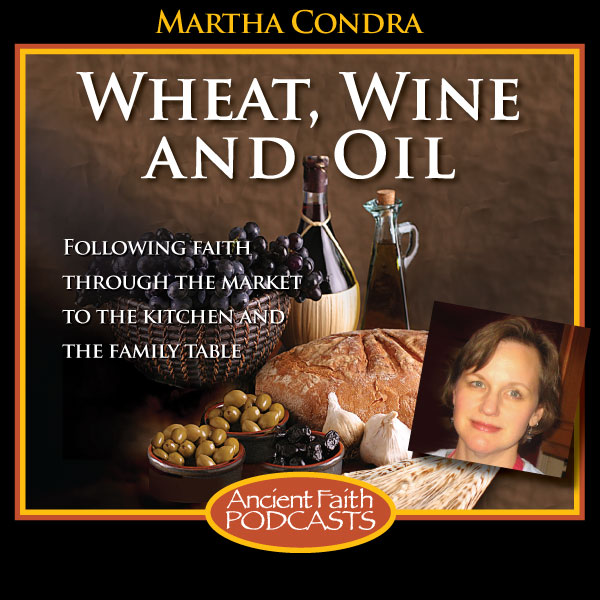 Martha Condra
Wheat, Wine
and Oil
Following faith
through the market
to the kitchen and
the family table
Ancient Faith
PODCASTS